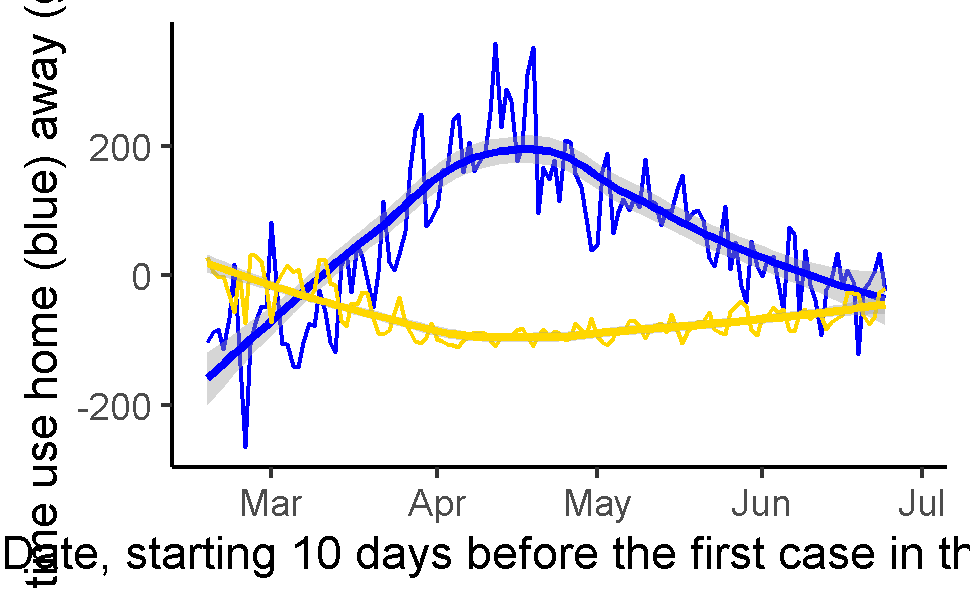 time use home (blue) away (
200
0
-200
Mar Apr May Jun Jul
Date, starting 10 days before the first case in th